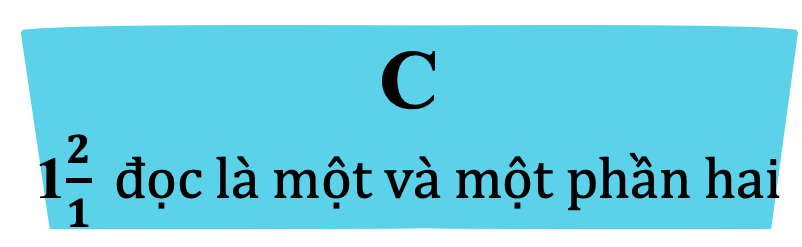 C
1 2/1 đọc là một và một phần hai